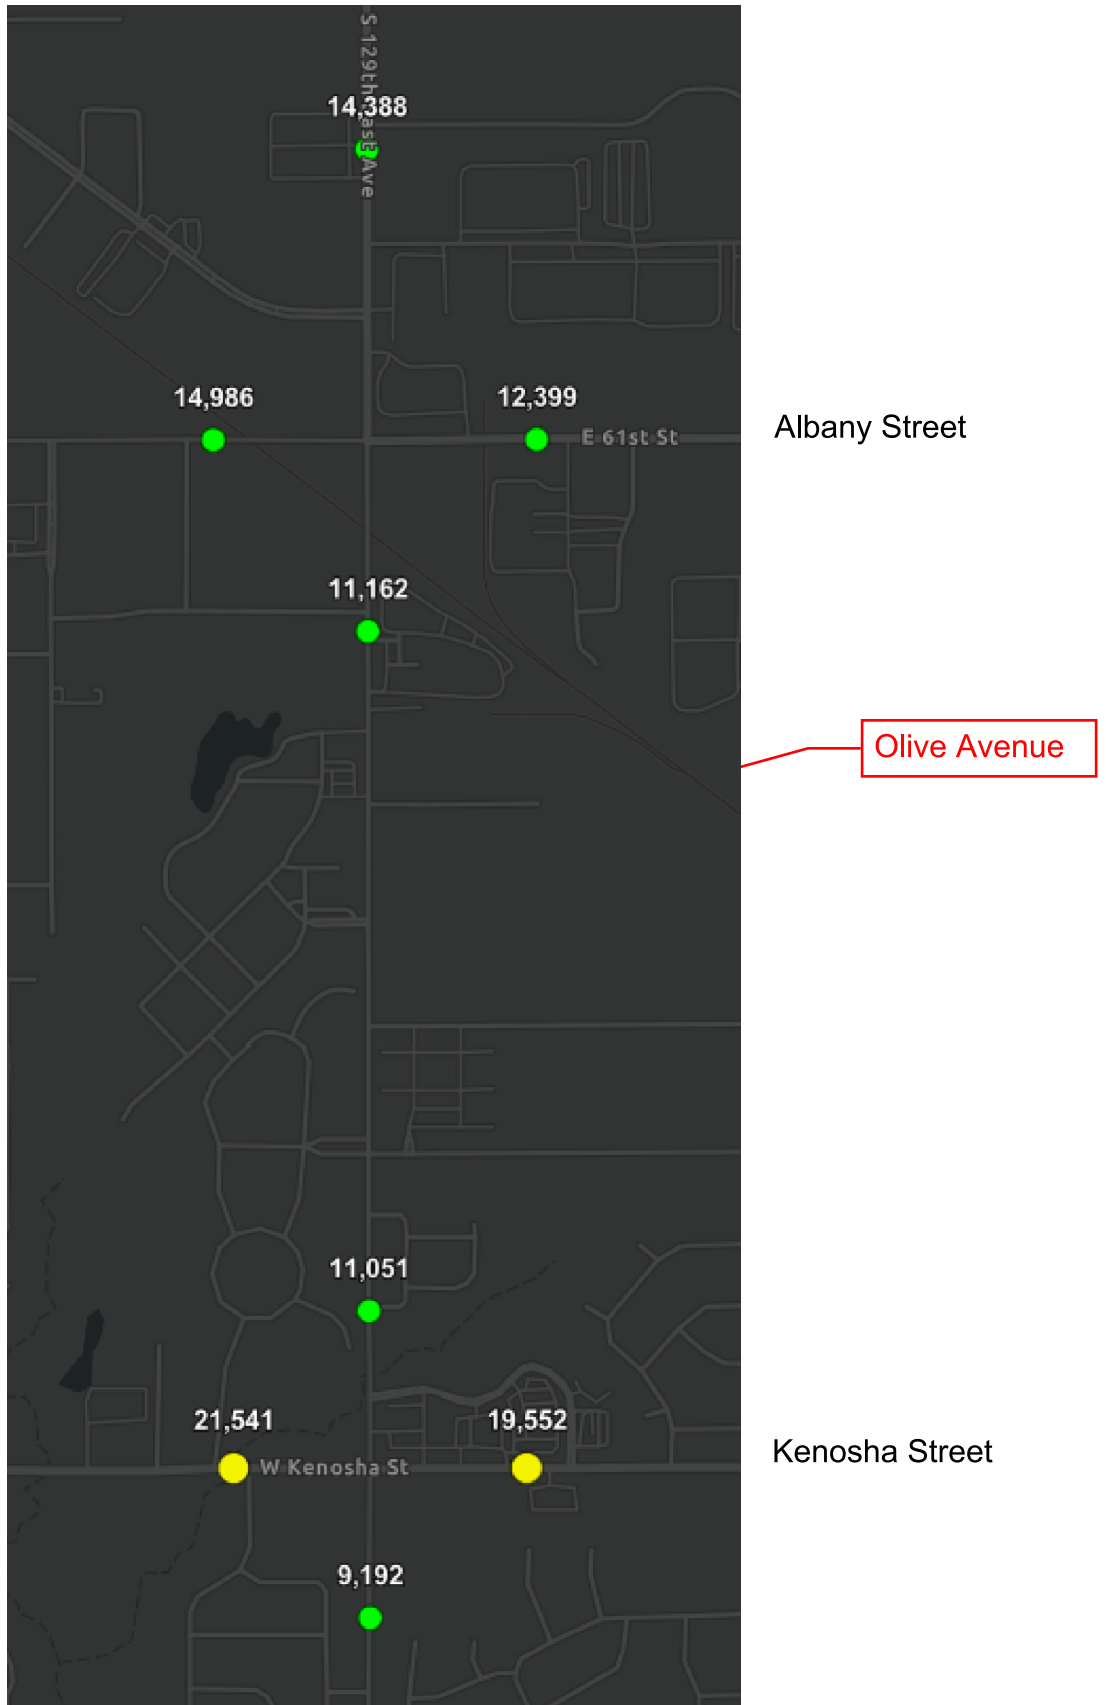 S 129th East Ave
14,388
14,986
12,399
E 61st St
Albany Street
11,162
Olive Avenue
11,051
21,541
19,552
W Kenosha St
Kenosha Street
9,192